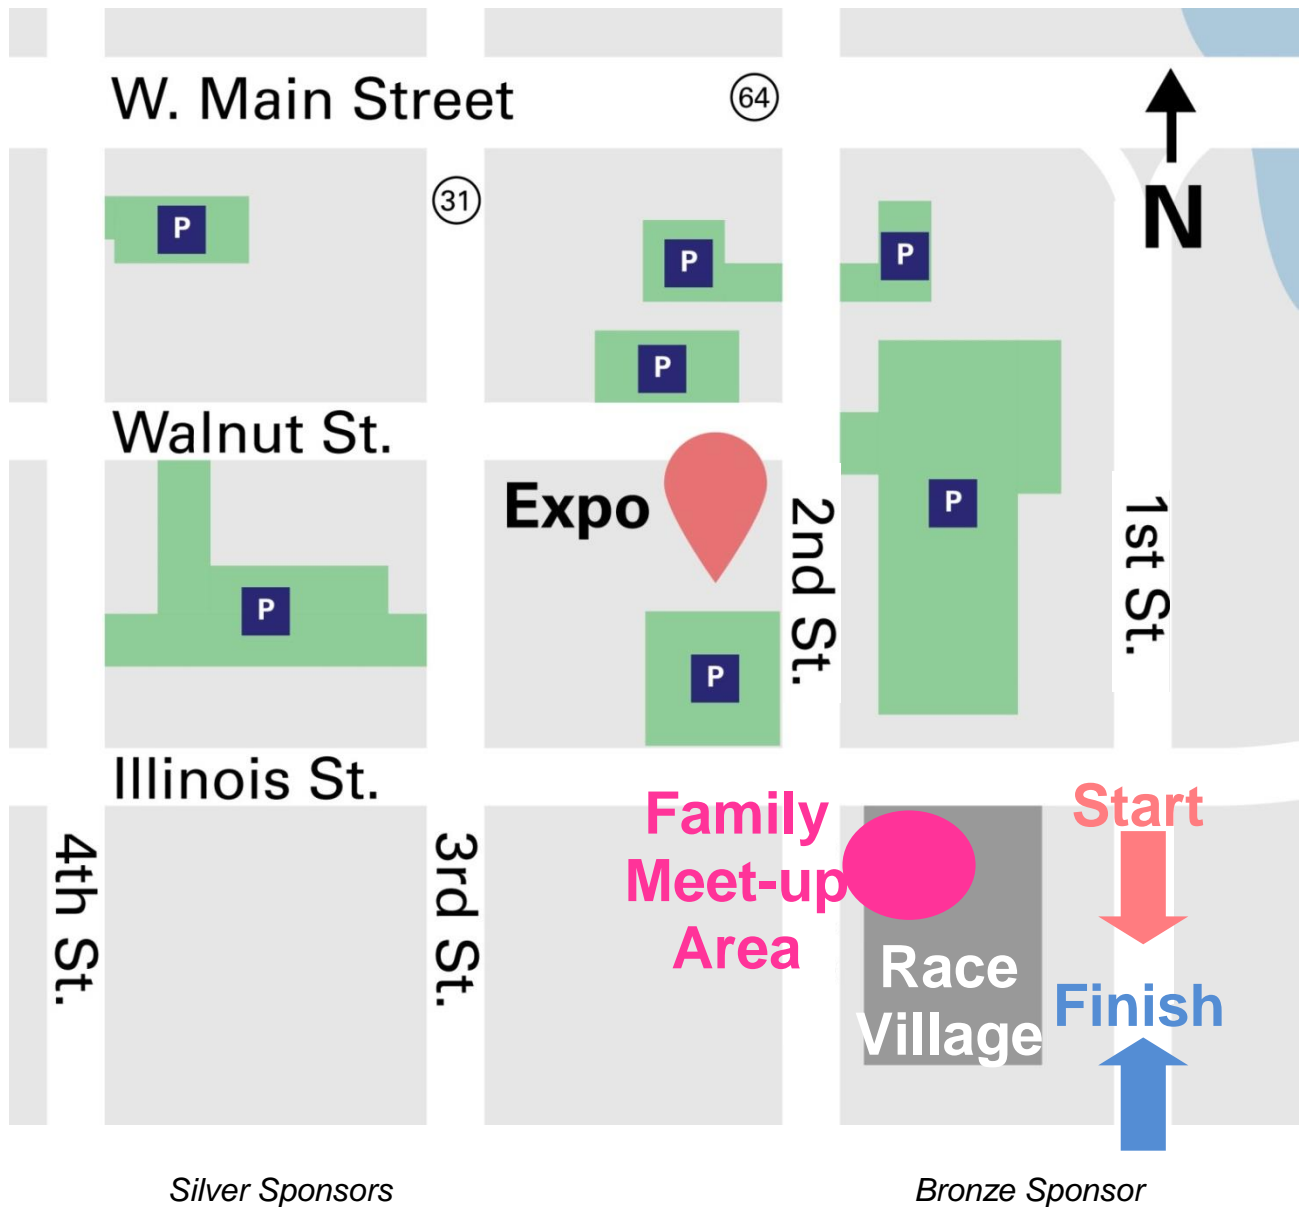 W. Main Street
64
31
N
P
P
P
P
Walnut St.
Expo
2nd St.
P
1st St.
P
P
Illinois St.
Family
Meet-up
Area
Start
4th St.
3rd St.
Race
Village
Finish
Silver Sponsors
Bronze Sponsor